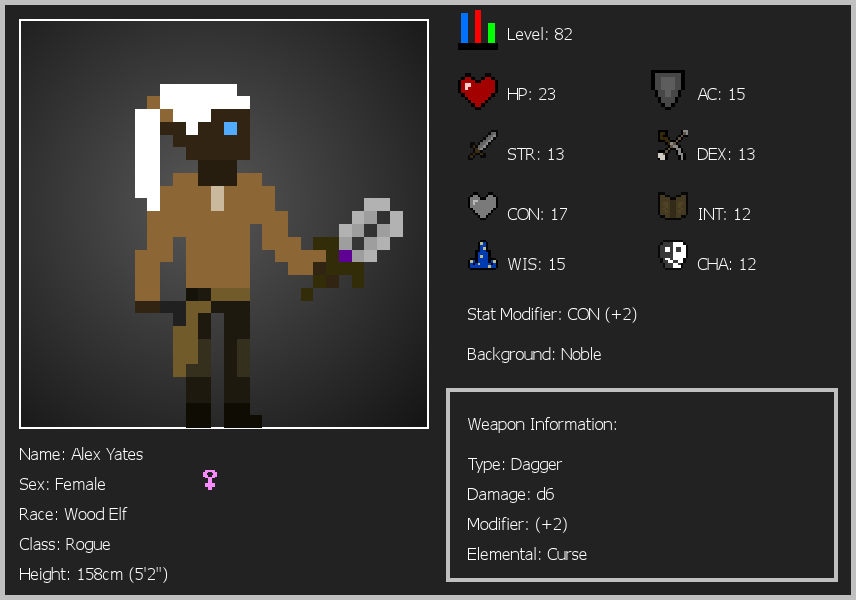 Level: 82
HP: 23
AC: 15
STR: 13
DEX: 13
CON: 17
INT: 12
WIS: 15
CHA: 12
Stat Modifier: CON (+2)
Background: Noble
Weapon Information:
Type: Dagger
Damage: d6
Modifier: (+2)
Elemental: Curse
Name: Alex Yates
Sex: Female
Race: Wood Elf
Class: Rogue
Height: 158cm (5'2")